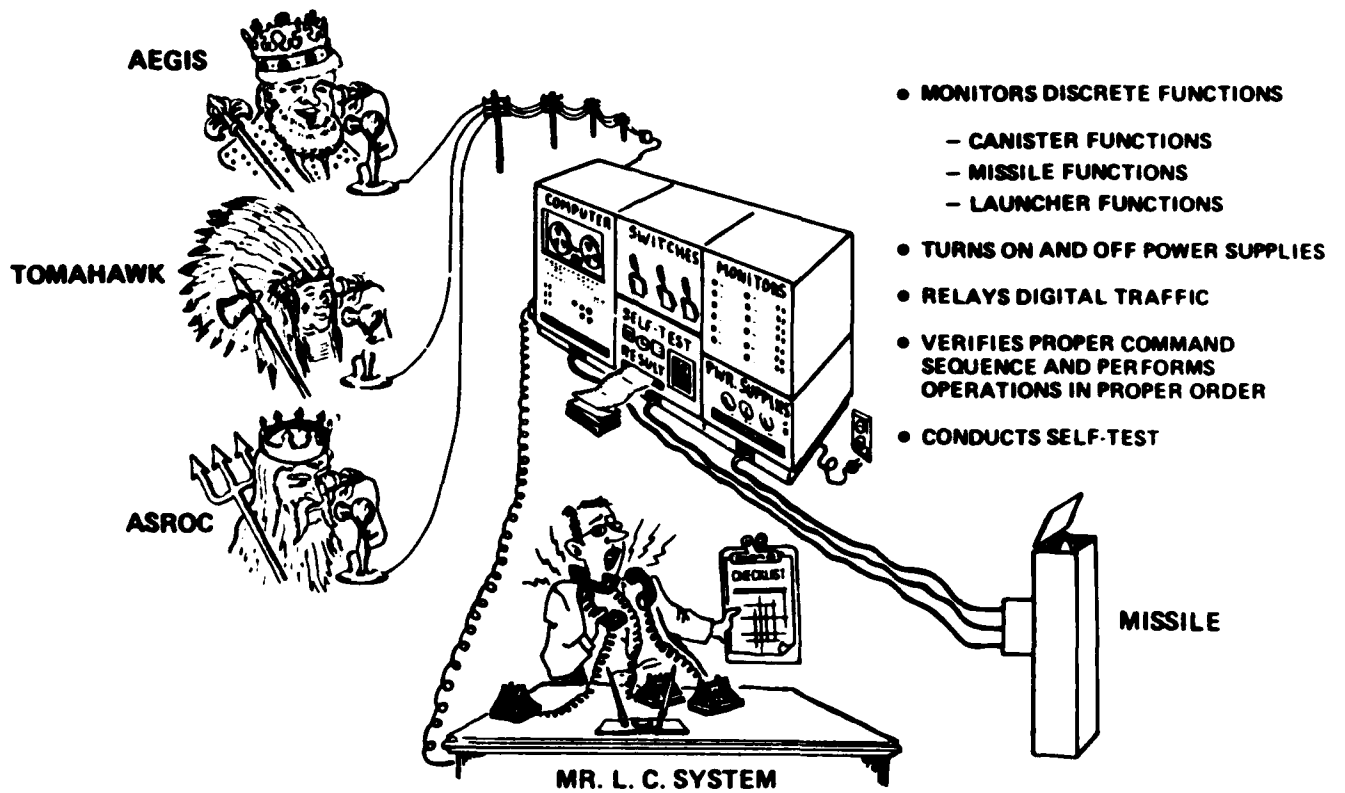 AEGIS
TOMAHAWK
ASROC
COMPUTER
SWITCHES
MONITORS
SELF-TEST
RESULT
PWR. SUPPLIES
CHECKLIST
MR. L. C. SYSTEM
MISSILE
• MONITORS DISCRETE FUNCTIONS
– CANISTER FUNCTIONS
– MISSILE FUNCTIONS
– LAUNCHER FUNCTIONS
• TURNS ON AND OFF POWER SUPPLIES
• RELAYS DIGITAL TRAFFIC
• VERIFIES PROPER COMMAND
SEQUENCE AND PERFORMS
OPERATIONS IN PROPER ORDER
• CONDUCTS SELF-TEST